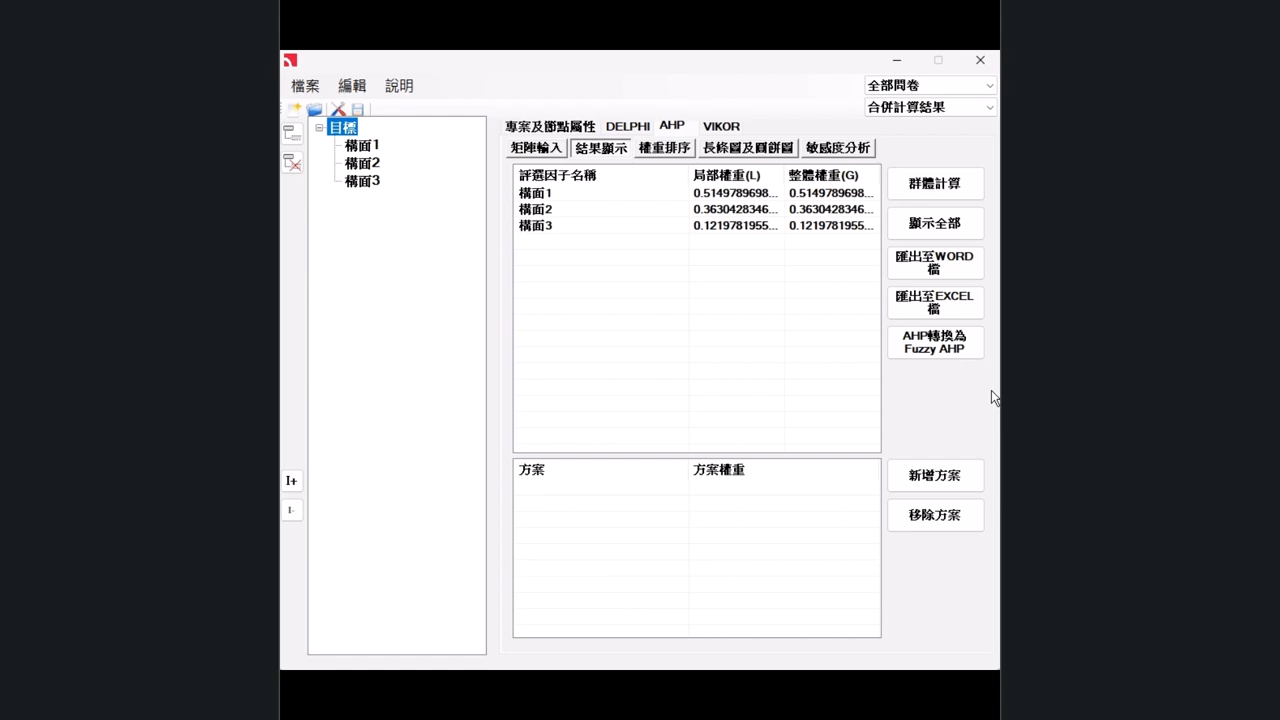 檔案 編輯 說明
全部問卷
合併計算結果
目標
構面1
構面2
構面3
專案及節點屬性 DELPHI AHP VIKOR
矩陣輸入 結果顯示 權重排序 長條圖及圓餅圖 敏感度分析
評選因子名稱 局部權重(L) 整體權重(G)
構面1 0.5149789698... 0.5149789698...
構面2 0.3630428346... 0.3630428346...
構面3 0.1219781955... 0.1219781955...
群體計算
顯示全部
匯出至WORD
檔
匯出至EXCEL
檔
AHP轉換為
Fuzzy AHP
方案 方案權重
新增方案
移除方案
I+
I-